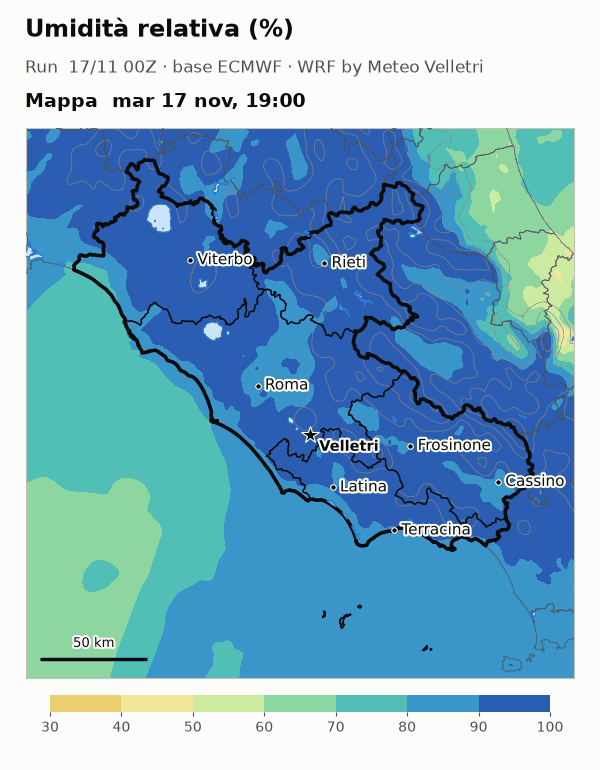 Umidità relativa (%)
Run  17/11 00Z · base ECMWF · WRF by Meteo Velletri
Mappa  mar 17 nov, 19:00
Viterbo
Rieti
Roma
Velletri
Frosinone
Cassino
Latina
Terracina
50 km
30 40 50 60 70 80 90 100